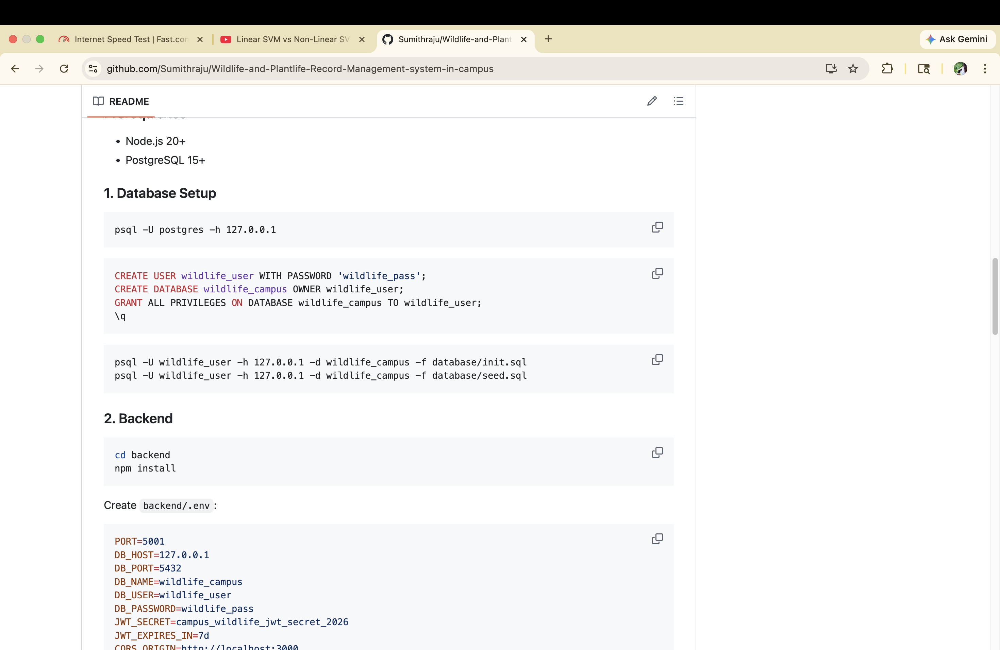 Internet Speed Test | Fast.com
Linear SVM vs Non-Linear SV
Sumithraju/Wildlife-and-Plant
Ask Gemini
github.com/Sumithraju/Wildlife-and-Plantlife-Record-Management-system-in-campus
README
Prerequisites
Node.js 20+
PostgreSQL 15+
1. Database Setup
psql -U postgres -h 127.0.0.1
CREATE USER wildlife_user WITH PASSWORD 'wildlife_pass';
CREATE DATABASE wildlife_campus OWNER wildlife_user;
GRANT ALL PRIVILEGES ON DATABASE wildlife_campus TO wildlife_user;
\q
psql -U wildlife_user -h 127.0.0.1 -d wildlife_campus -f database/init.sql
psql -U wildlife_user -h 127.0.0.1 -d wildlife_campus -f database/seed.sql
2. Backend
cd backend
npm install
Create backend/.env:
PORT=5001
DB_HOST=127.0.0.1
DB_PORT=5432
DB_NAME=wildlife_campus
DB_USER=wildlife_user
DB_PASSWORD=wildlife_pass
JWT_SECRET=campus_wildlife_jwt_secret_2026
JWT_EXPIRES_IN=7d
CORS_ORIGIN=http://localhost:3000